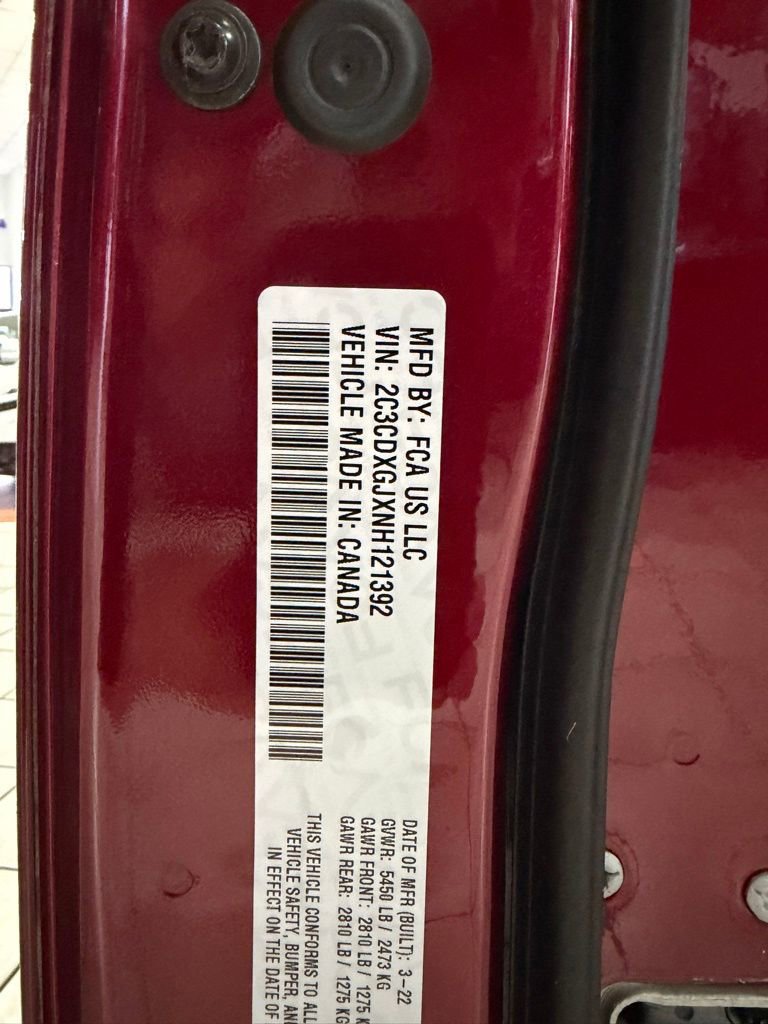 MFD BY: FCA US LLC
VIN: 2C3CDXGJXNH121392
VEHICLE MADE IN: CANADA
DATE OF MFR (BUILT): 3-22
GVWR: 5450 LB / 2473 KG
GAWR FRONT: 2810 LB / 1275 K
GAWR REAR: 2810 LB / 1275 KG
THIS VEHICLE CONFORMS TO ALL
VEHICLE SAFETY, BUMPER, AN
IN EFFECT ON THE DATE OF